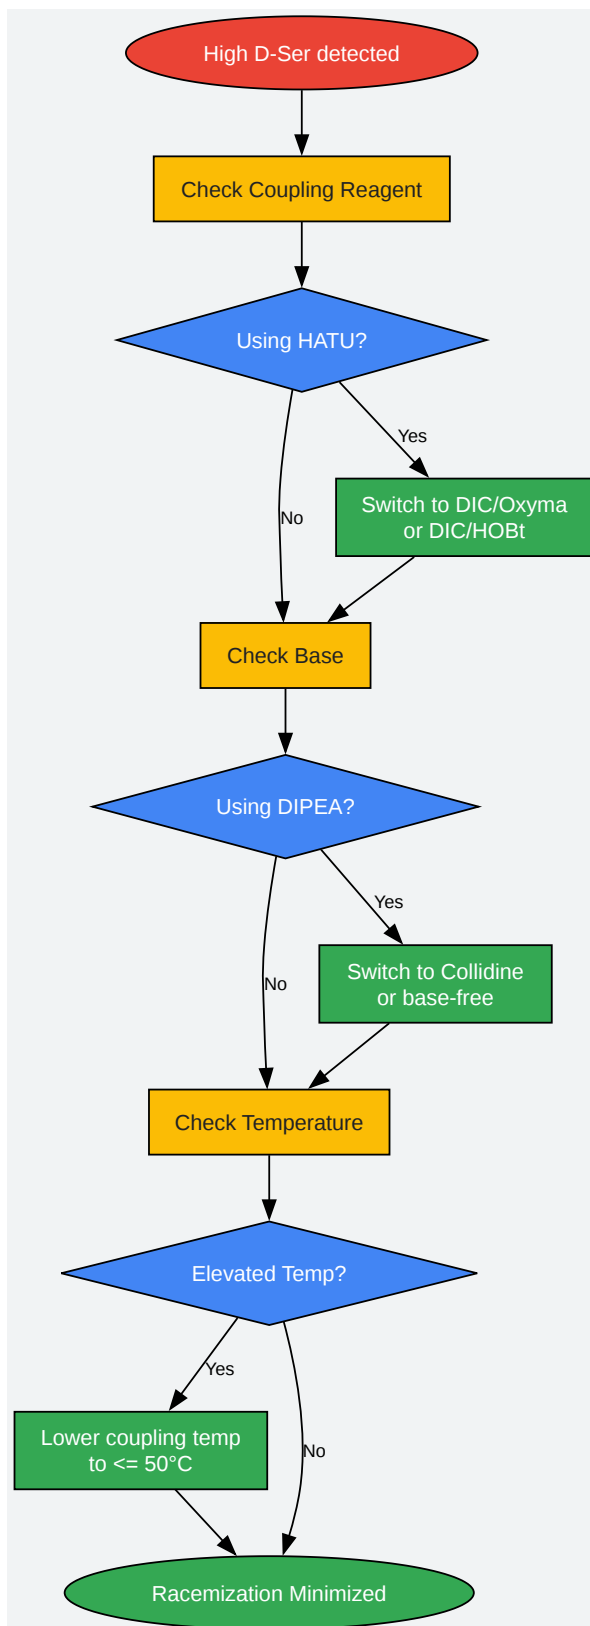 High D-Ser detected
Check Coupling Reagent
Using HATU?
Yes
Switch to DIC/Oxyma
or DIC/HOBt
No
Check Base
Using DIPEA?
Yes
Switch to Collidine
or base-free
No
Check Temperature
Elevated Temp?
Yes
Lower coupling temp
to <= 50°C
No
Racemization Minimized